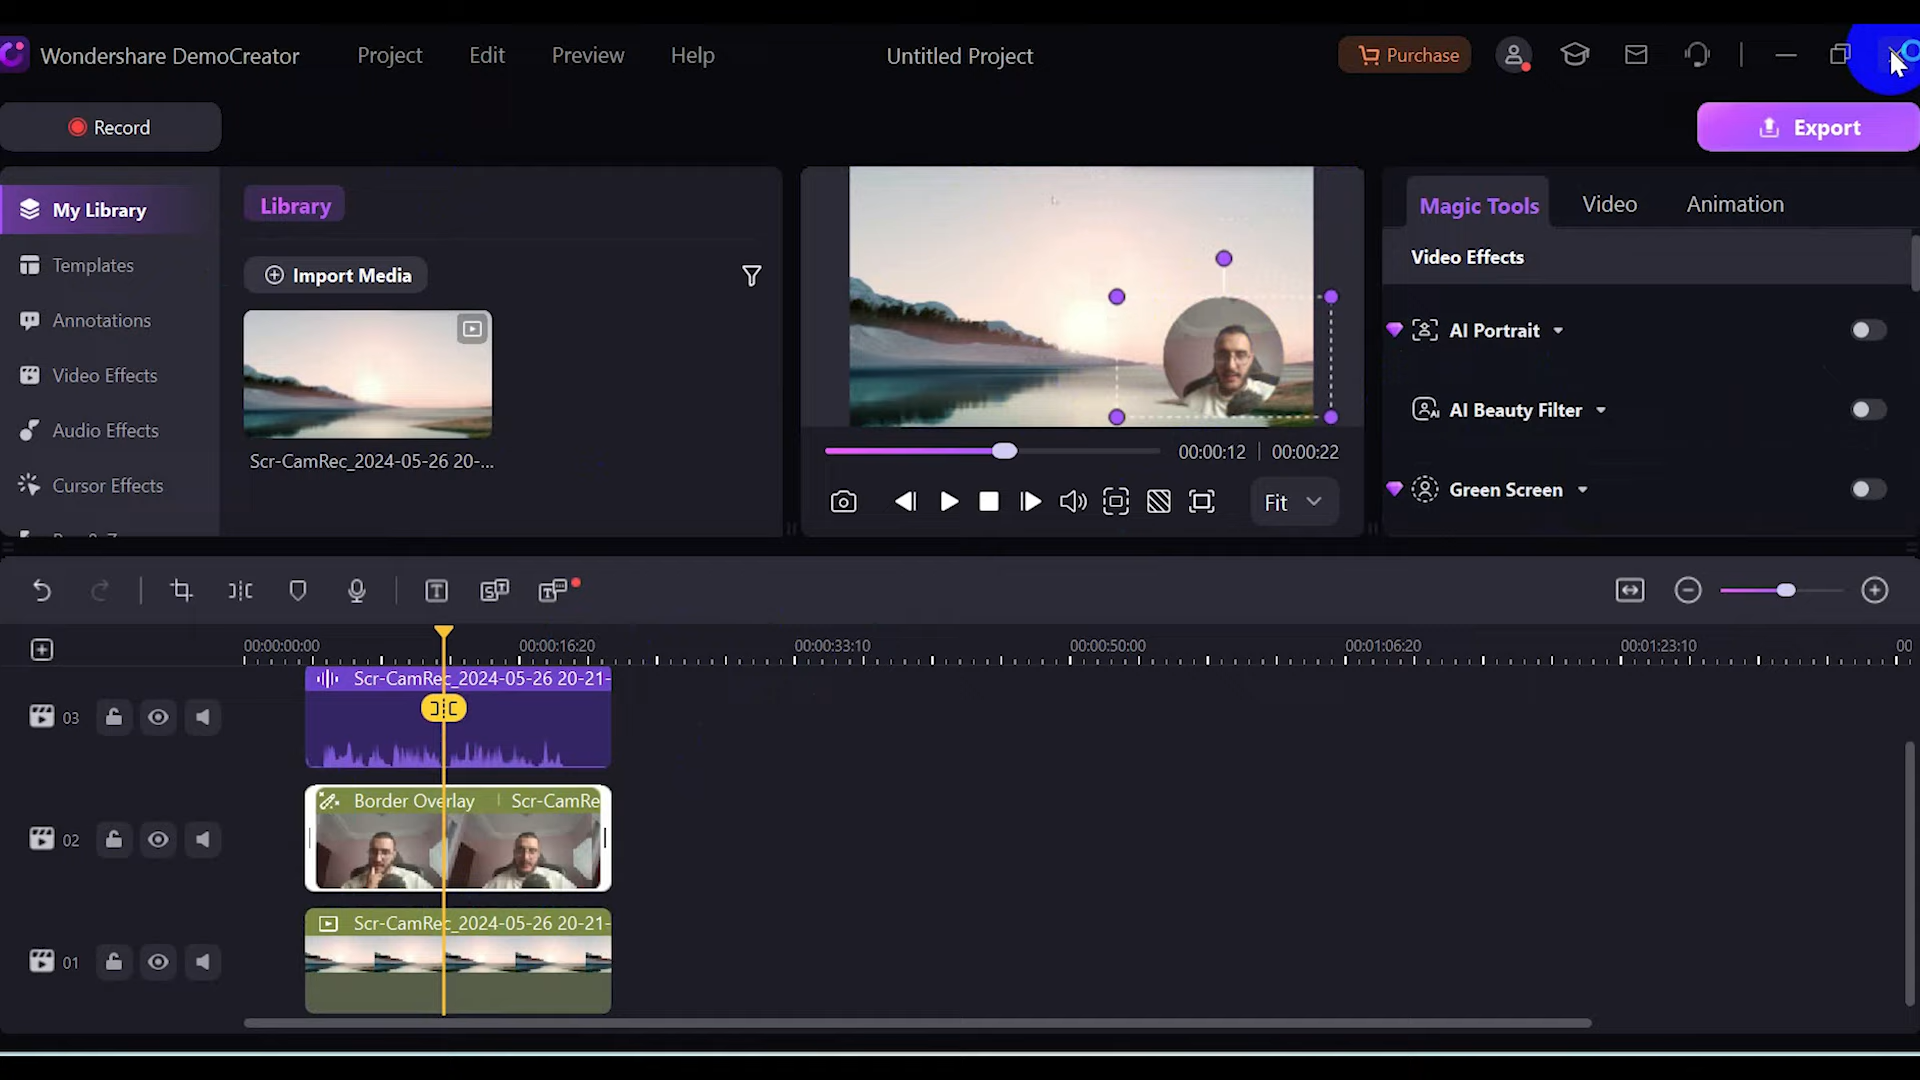 Wondershare DemoCreator Project Edit Preview Help Untitled Project Purchase
Record Export
My Library
Templates
Annotations
Video Effects
Audio Effects
Cursor Effects
Library
Import Media
Scr-CamRec_2024-05-26 20-...
00:00:12 00:00:22
Fit
Magic Tools Video Animation
Video Effects
AI Portrait
AI Beauty Filter
Green Screen
00:00:00:00 00:00:16:20 00:00:33:10 00:00:50:00 00:01:06:20 00:01:23:10 00
03 Scr-CamRec_2024-05-26 20-21-
02 Border Overlay Scr-CamRe
01 Scr-CamRec_2024-05-26 20-21-